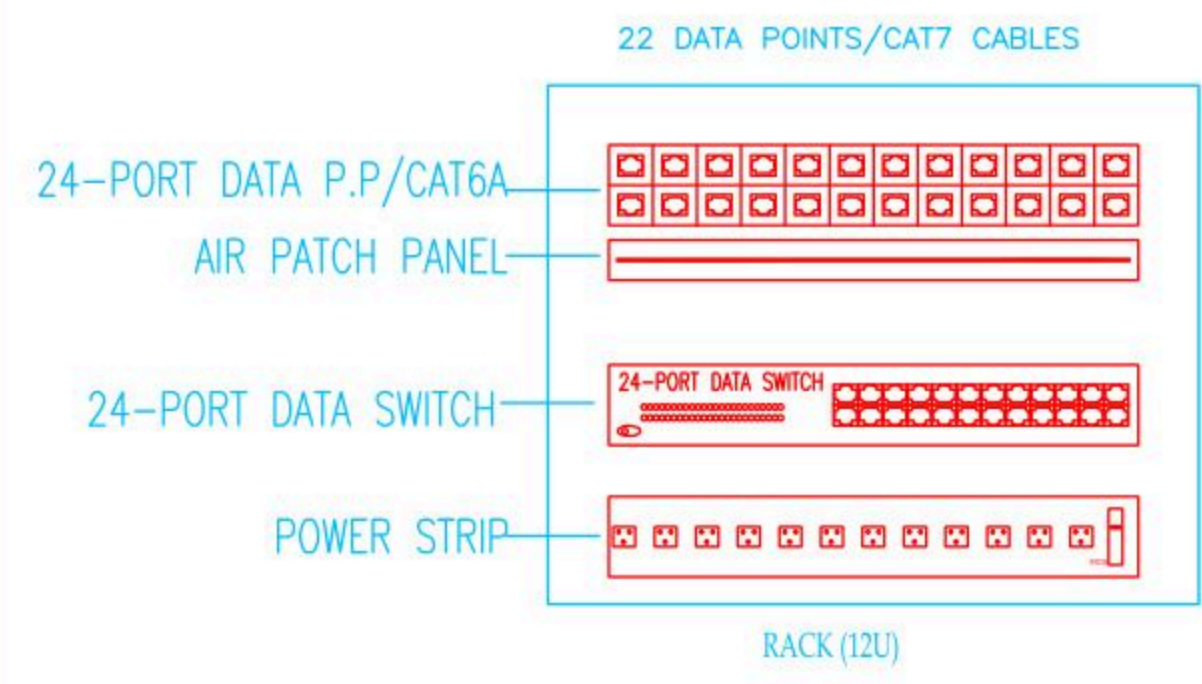 22 DATA POINTS/CAT7 CABLES
24-PORT DATA P.P/CAT6A
AIR PATCH PANEL
24-PORT DATA SWITCH
24-PORT DATA SWITCH
POWER STRIP
RACK (12U)